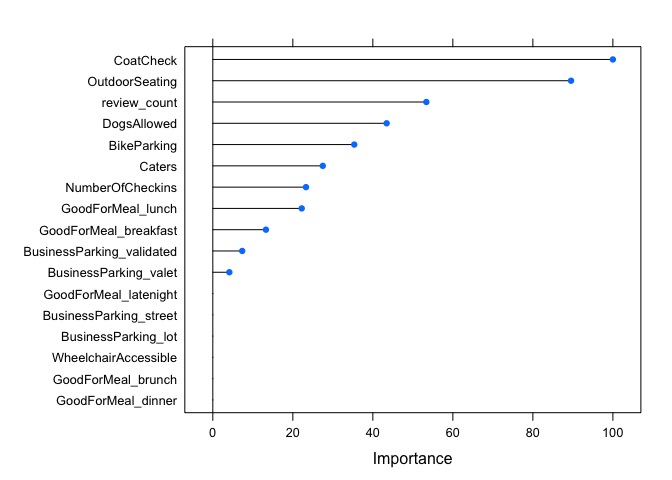 CoatCheck
OutdoorSeating
review_count
DogsAllowed
BikeParking
Caters
NumberOfCheckins
GoodForMeal_lunch
GoodForMeal_breakfast
BusinessParking_validated
BusinessParking_valet
GoodForMeal_latenight
BusinessParking_street
BusinessParking_lot
WheelchairAccessible
GoodForMeal_brunch
GoodForMeal_dinner
0 20 40 60 80 100
Importance